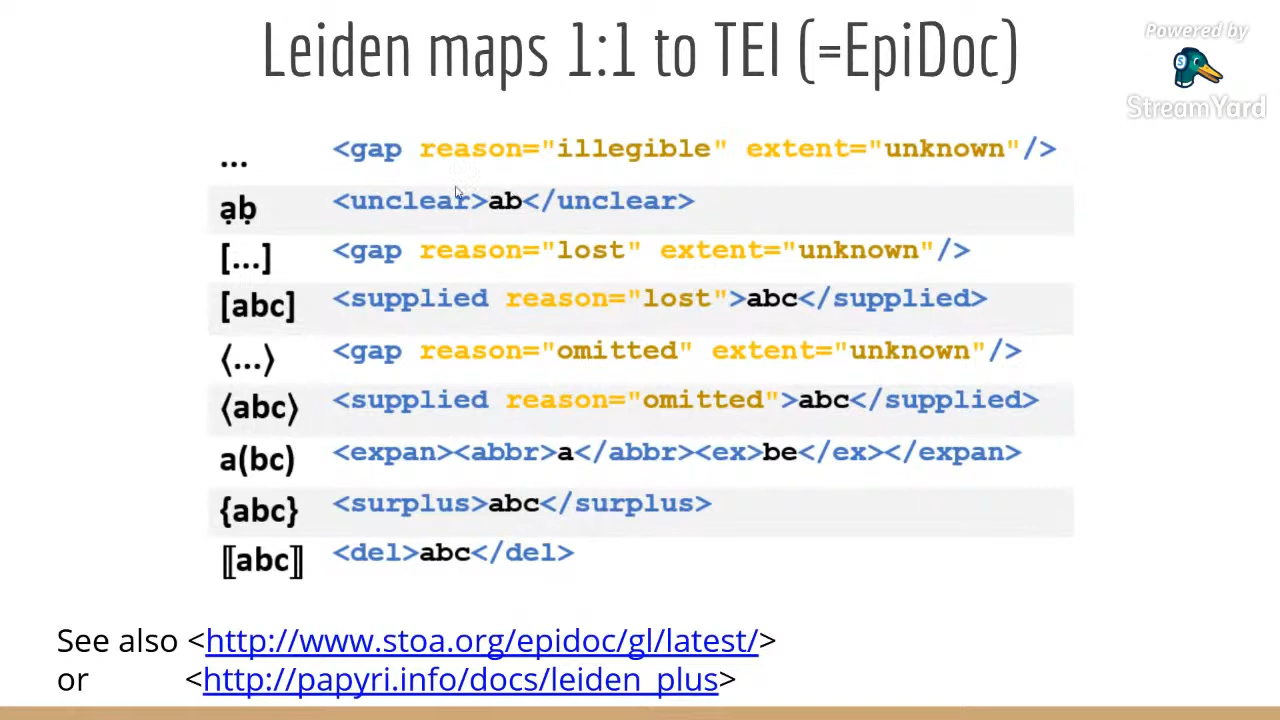 Leiden maps 1:1 to TEI (=EpiDoc)
Powered by
StreamYard
... <gap reason="illegible" extent="unknown"/>
ạḅ <unclear>ab</unclear>
[...] <gap reason="lost" extent="unknown"/>
[abc] <supplied reason="lost">abc</supplied>
⟨...⟩ <gap reason="omitted" extent="unknown"/>
⟨abc⟩ <supplied reason="omitted">abc</supplied>
a(bc) <expan><abbr>a</abbr><ex>be</ex></expan>
{abc} <surplus>abc</surplus>
⟦abc⟧ <del>abc</del>
See also <http://www.stoa.org/epidoc/gl/latest/>
or <http://papyri.info/docs/leiden_plus>